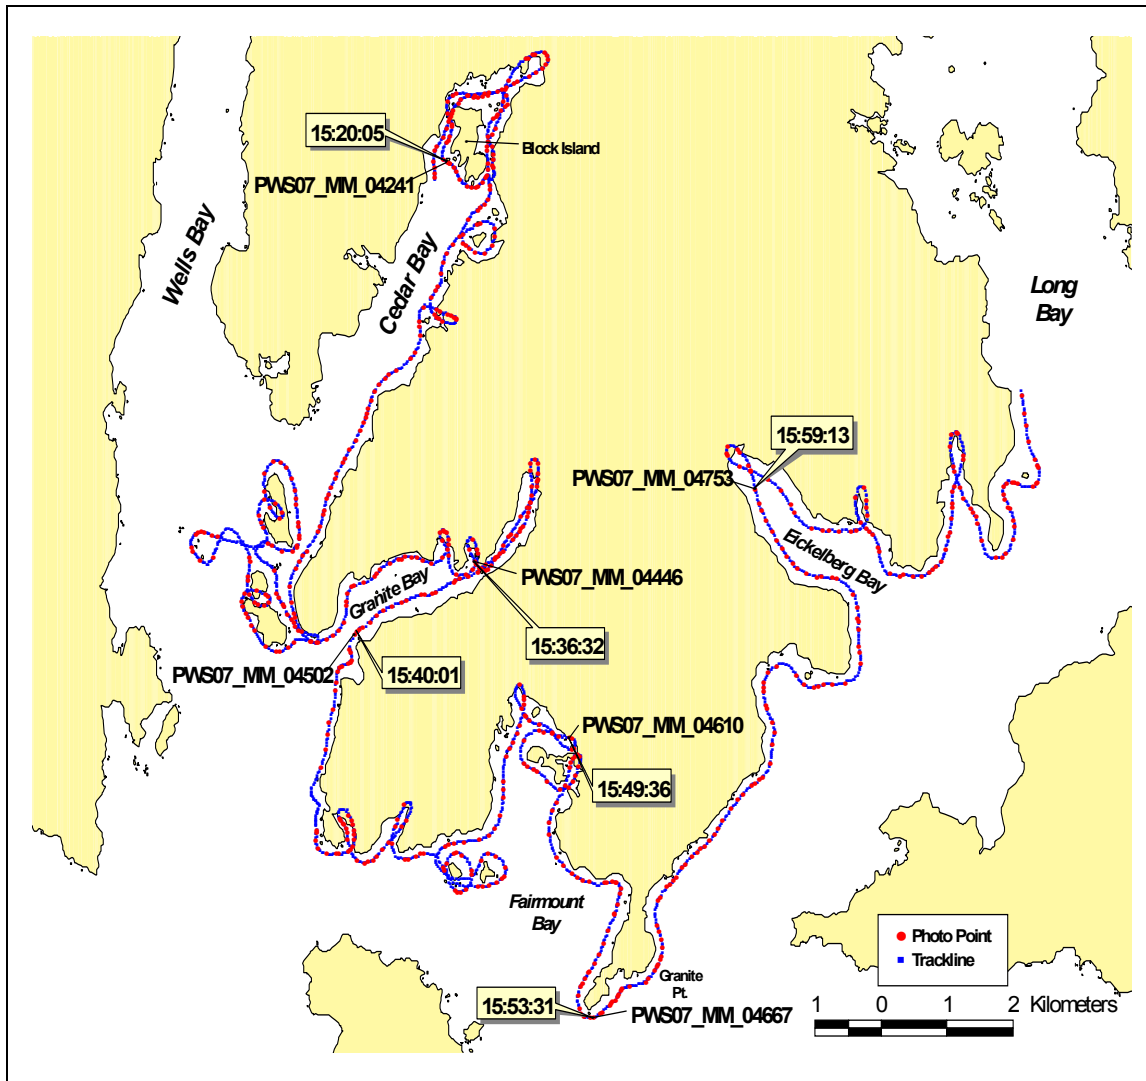 15:20:05
Block Island
PWS07_MM_04241
Wells Bay
Cedar Bay
Long
Bay
15:59:13
PWS07_MM_04753
Eickelberg Bay
Granite Bay
PWS07_MM_04446
15:36:32
PWS07_MM_04502
15:40:01
PWS07_MM_04610
15:49:36
Fairmount
Bay
Photo Point
Trackline
Granite
Pt.
15:53:31
PWS07_MM_04667
1 0 1 2 Kilometers